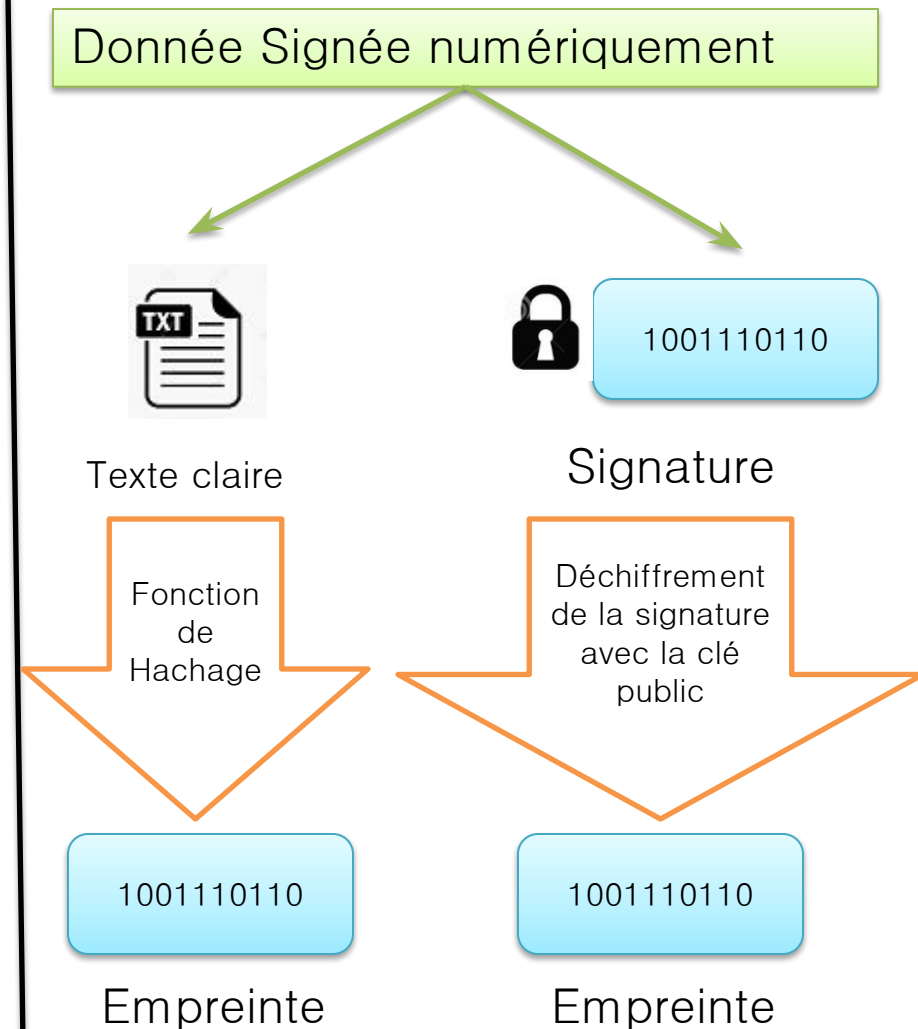 Donnée Signée numériquement
TXT
1001110110
Texte claire
Signature
Fonction
de
Hachage
Déchiffrement
de la signature
avec la clé
public
1001110110
1001110110
Empreinte
Empreinte